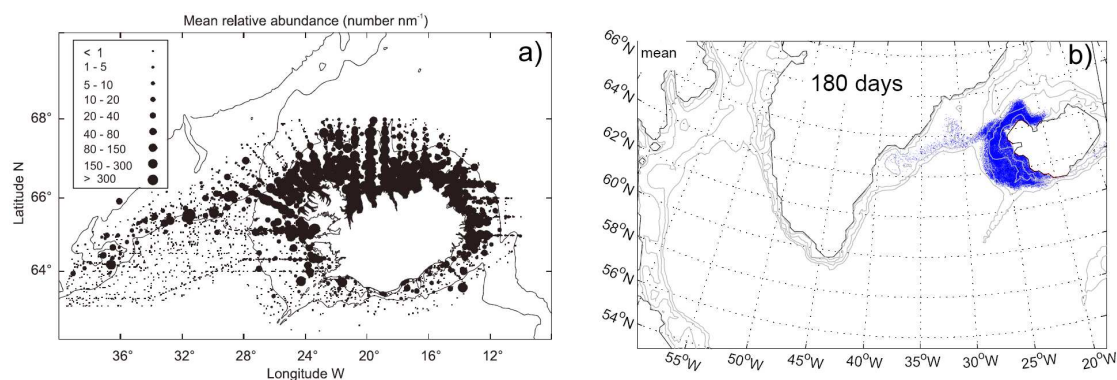 Mean relative abundance (number nm⁻¹)
a)
< 1
1 - 5
5 - 10
10 - 20
20 - 40
40 - 80
80 - 150
150 - 300
> 300
68°
66°
64°
Latitude N
36°
32°
28°
24°
20°
16°
12°
Longitude W
b)
mean
180 days
66°N
64°N
62°N
60°N
58°N
56°N
54°N
55°W
50°W
45°W
40°W
35°W
30°W
25°W
20°W